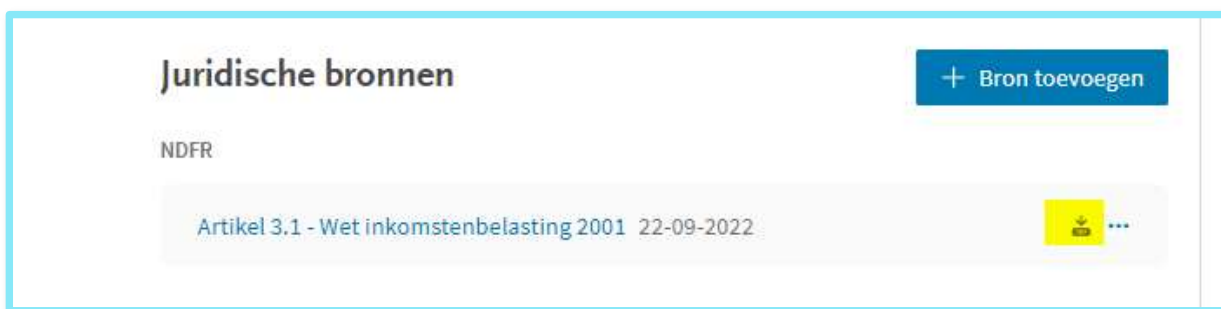 Juridische bronnen
+ Bron toevoegen
NDFR
Artikel 3.1 - Wet inkomstenbelasting 2001 22-09-2022